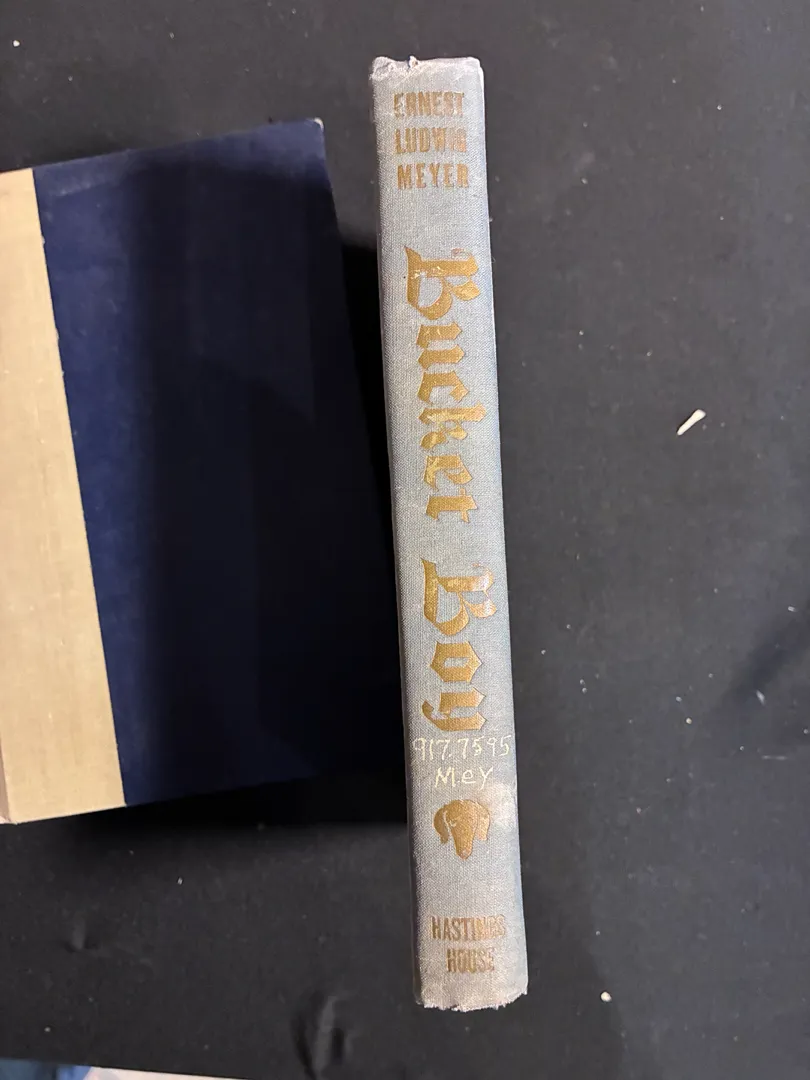 ERNEST
LUDWIG
MEYER
Bucket Boy
917.7595
Mey
HASTINGS
HOUSE